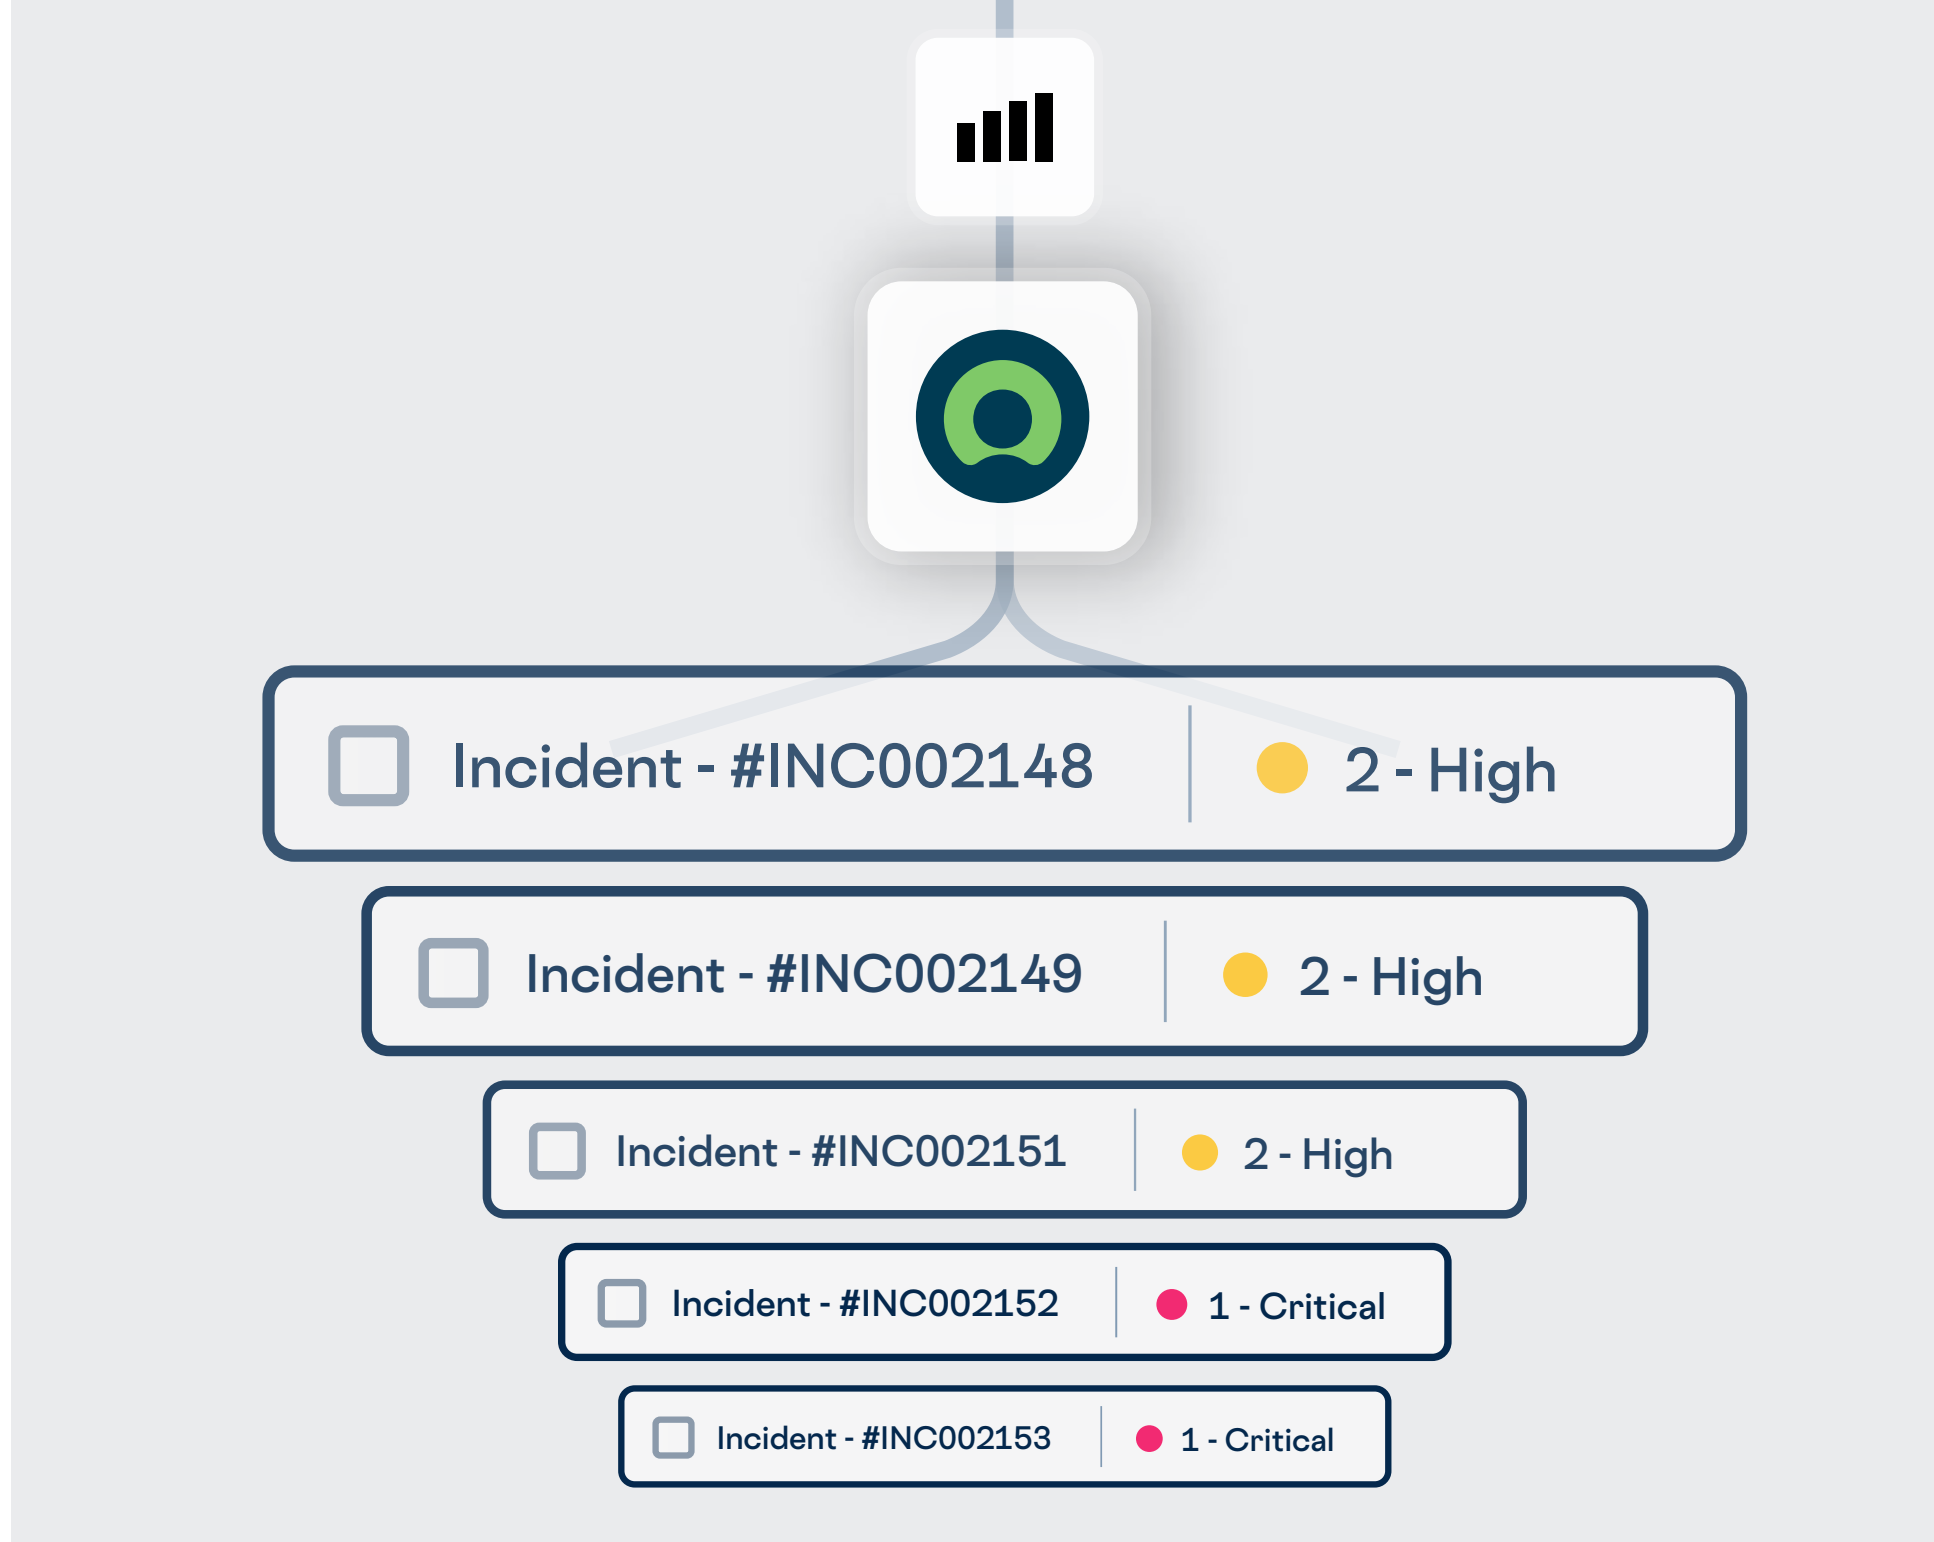 Incident - #INC002148 2 - High
Incident - #INC002149 2 - High
Incident - #INC002151 2 - High
Incident - #INC002152 1 - Critical
Incident - #INC002153 1 - Critical